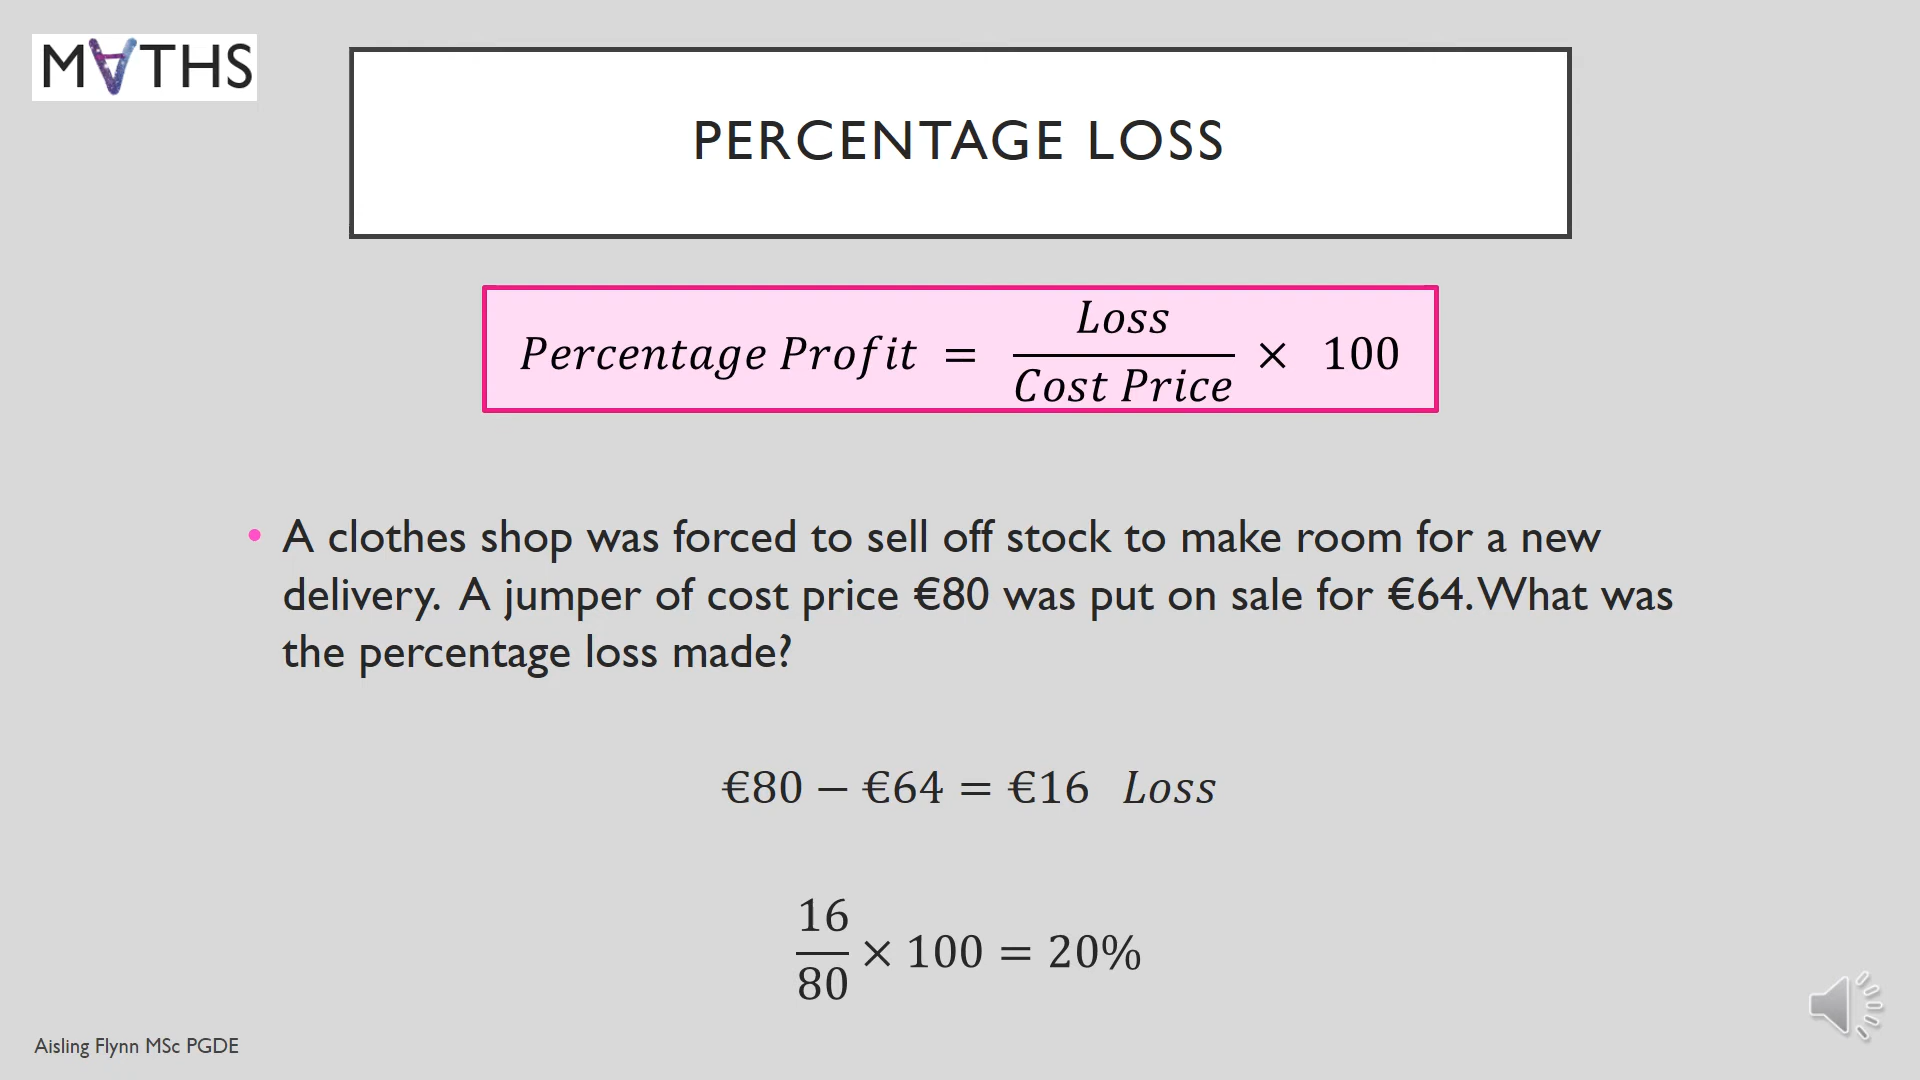 M∀THS
PERCENTAGE LOSS
Percentage Profit = Loss / Cost Price × 100
• A clothes shop was forced to sell off stock to make room for a new
delivery. A jumper of cost price €80 was put on sale for €64. What was
the percentage loss made?
€80 − €64 = €16 Loss
16 / 80 × 100 = 20%
Aisling Flynn MSc PGDE